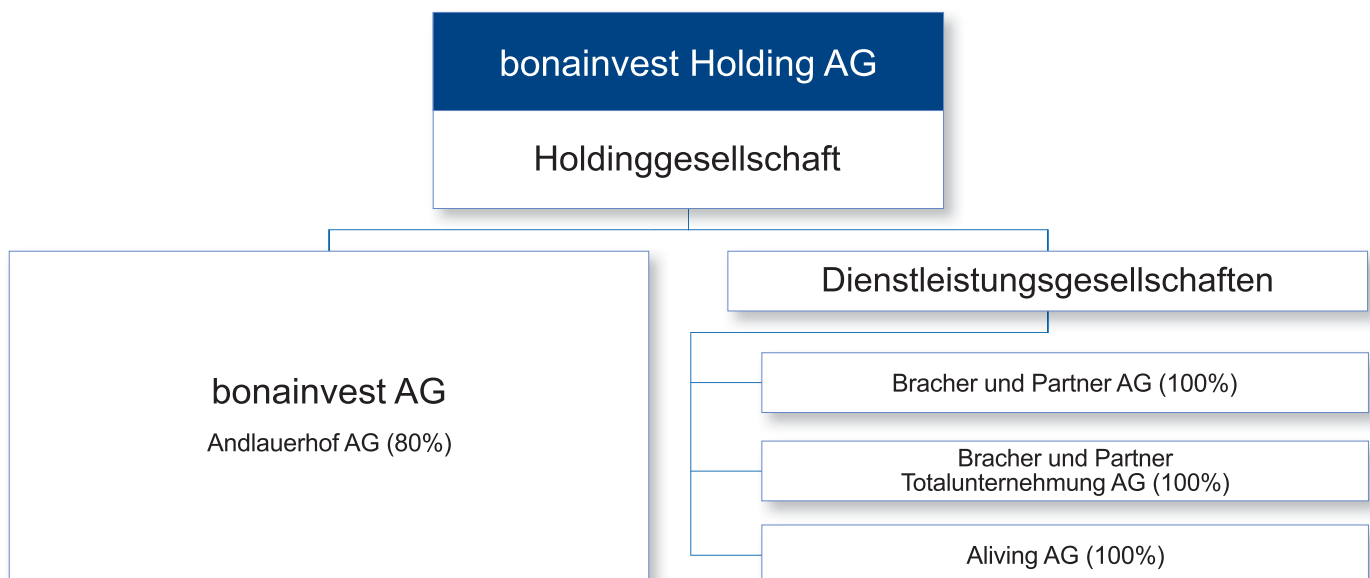 bonainvest Holding AG
Holdinggesellschaft
bonainvest AG
Andlauerhof AG (80%)
Dienstleistungsgesellschaften
Bracher und Partner AG (100%)
Bracher und Partner
Totalunternehmung AG (100%)
Aliving AG (100%)